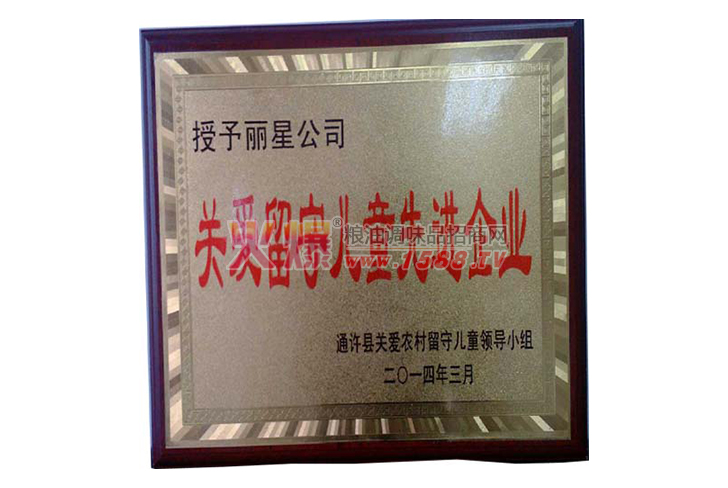 授予丽星公司
关爱留守儿童先进企业
火爆®粮油调味品招商网
www.1588.tv
通许县关爱农村留守儿童领导小组
二〇一四年三月